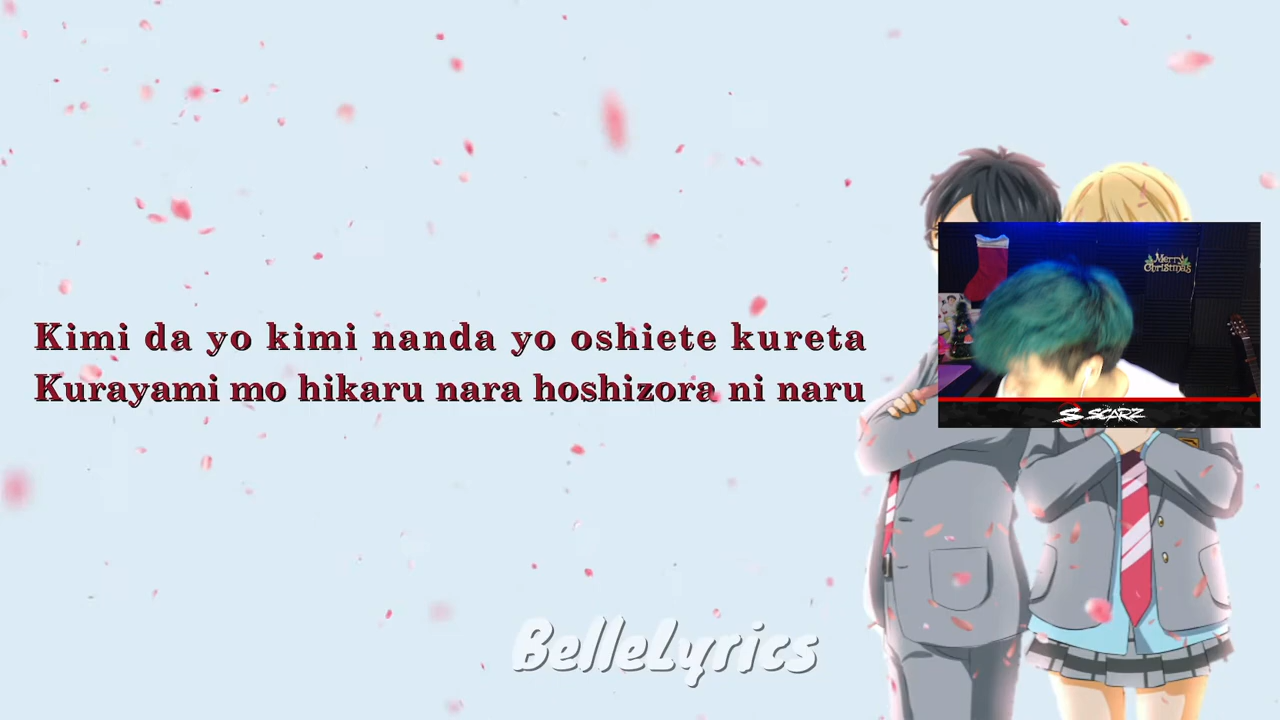 Kimi da yo kimi nanda yo oshiete kureta
Kurayami mo hikaru nara hoshizora ni naru
Merry Christmas
SCARZ
BelleLyrics